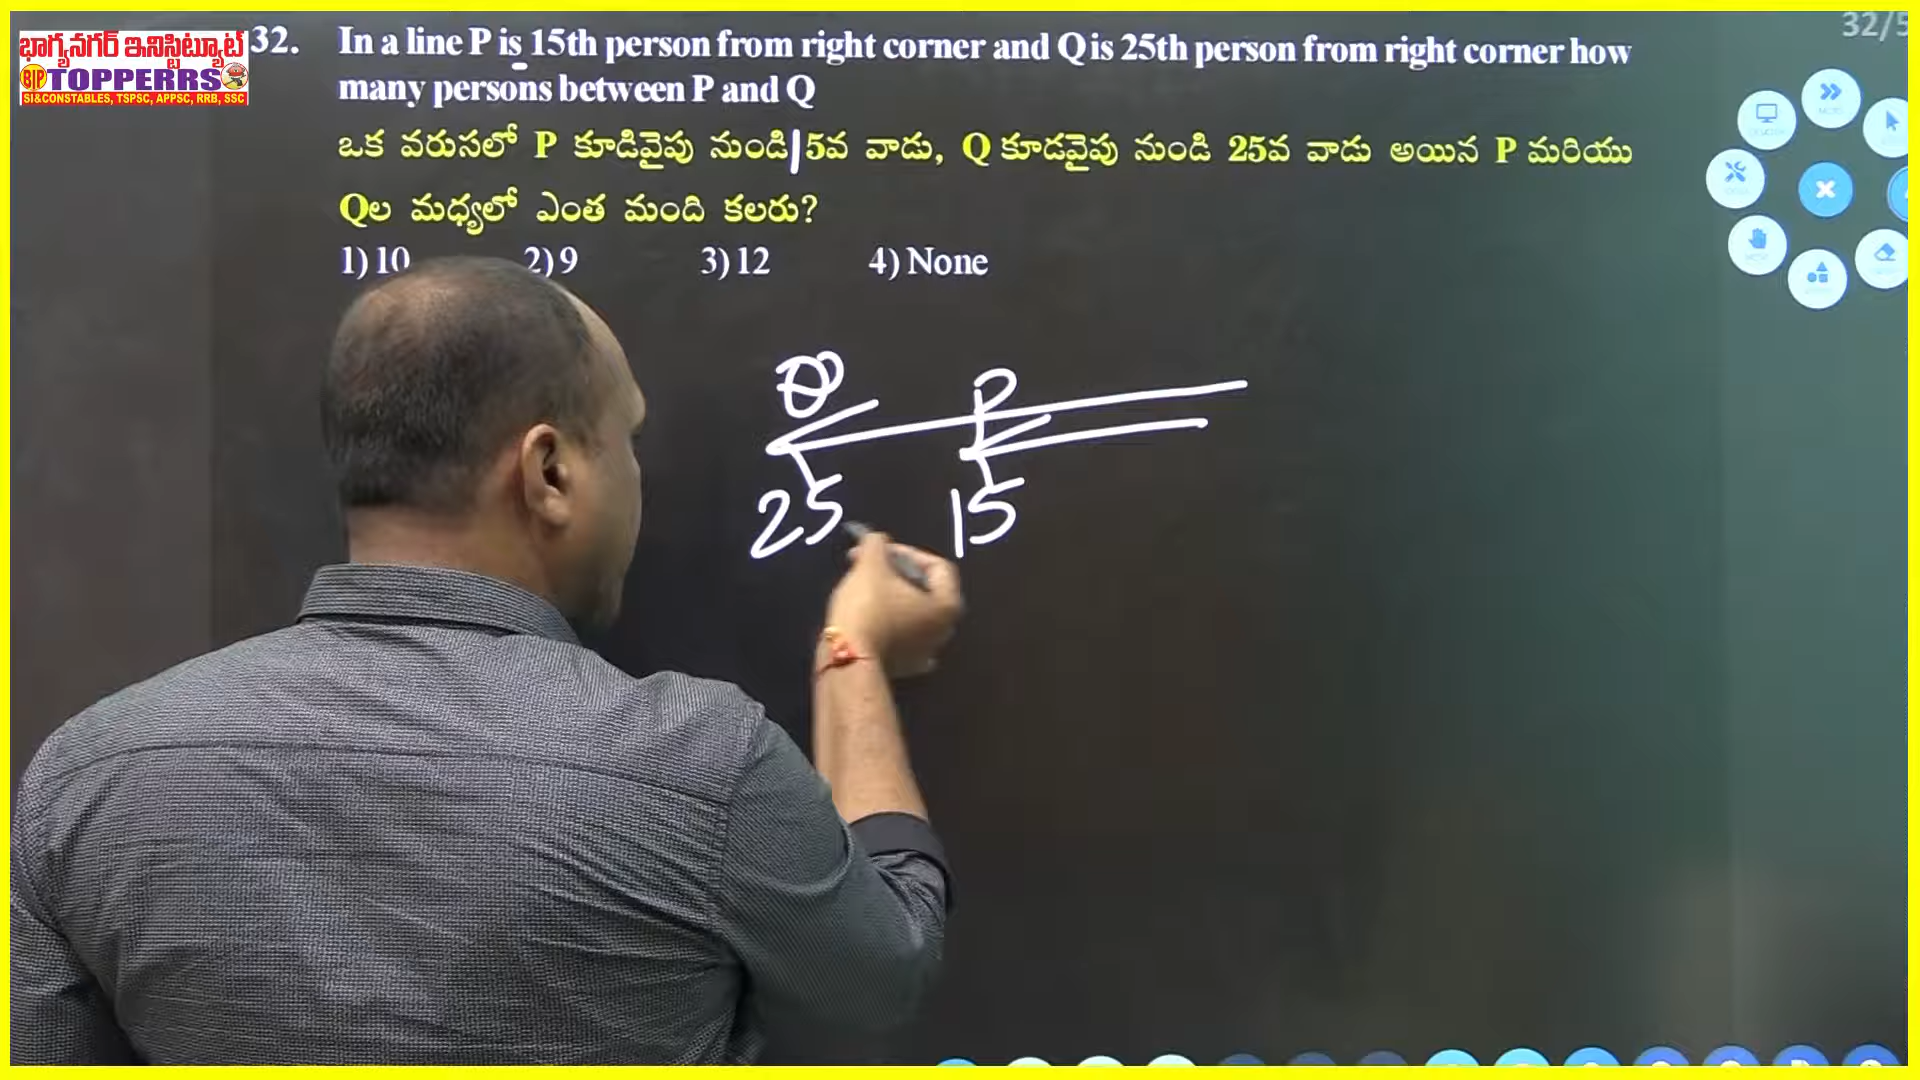 భాగ్యనగర్ ఇనిస్టిట్యూట్
BIP TOPPERRS
SI&CONSTABLES, TSPSC, APPSC, RRB, SSC
32/5
32. In a line P is 15th person from right corner and Q is 25th person from right corner how
many persons between P and Q
ఒక వరుసలో P కూడివైపు నుండి 15వ వాడు, Q కూడవైపు నుండి 25వ వాడు అయిన P మరియు
Qల మధ్యలో ఎంత మంది కలరు?
1) 10 2) 9 3) 12 4) None
Q P
25 15